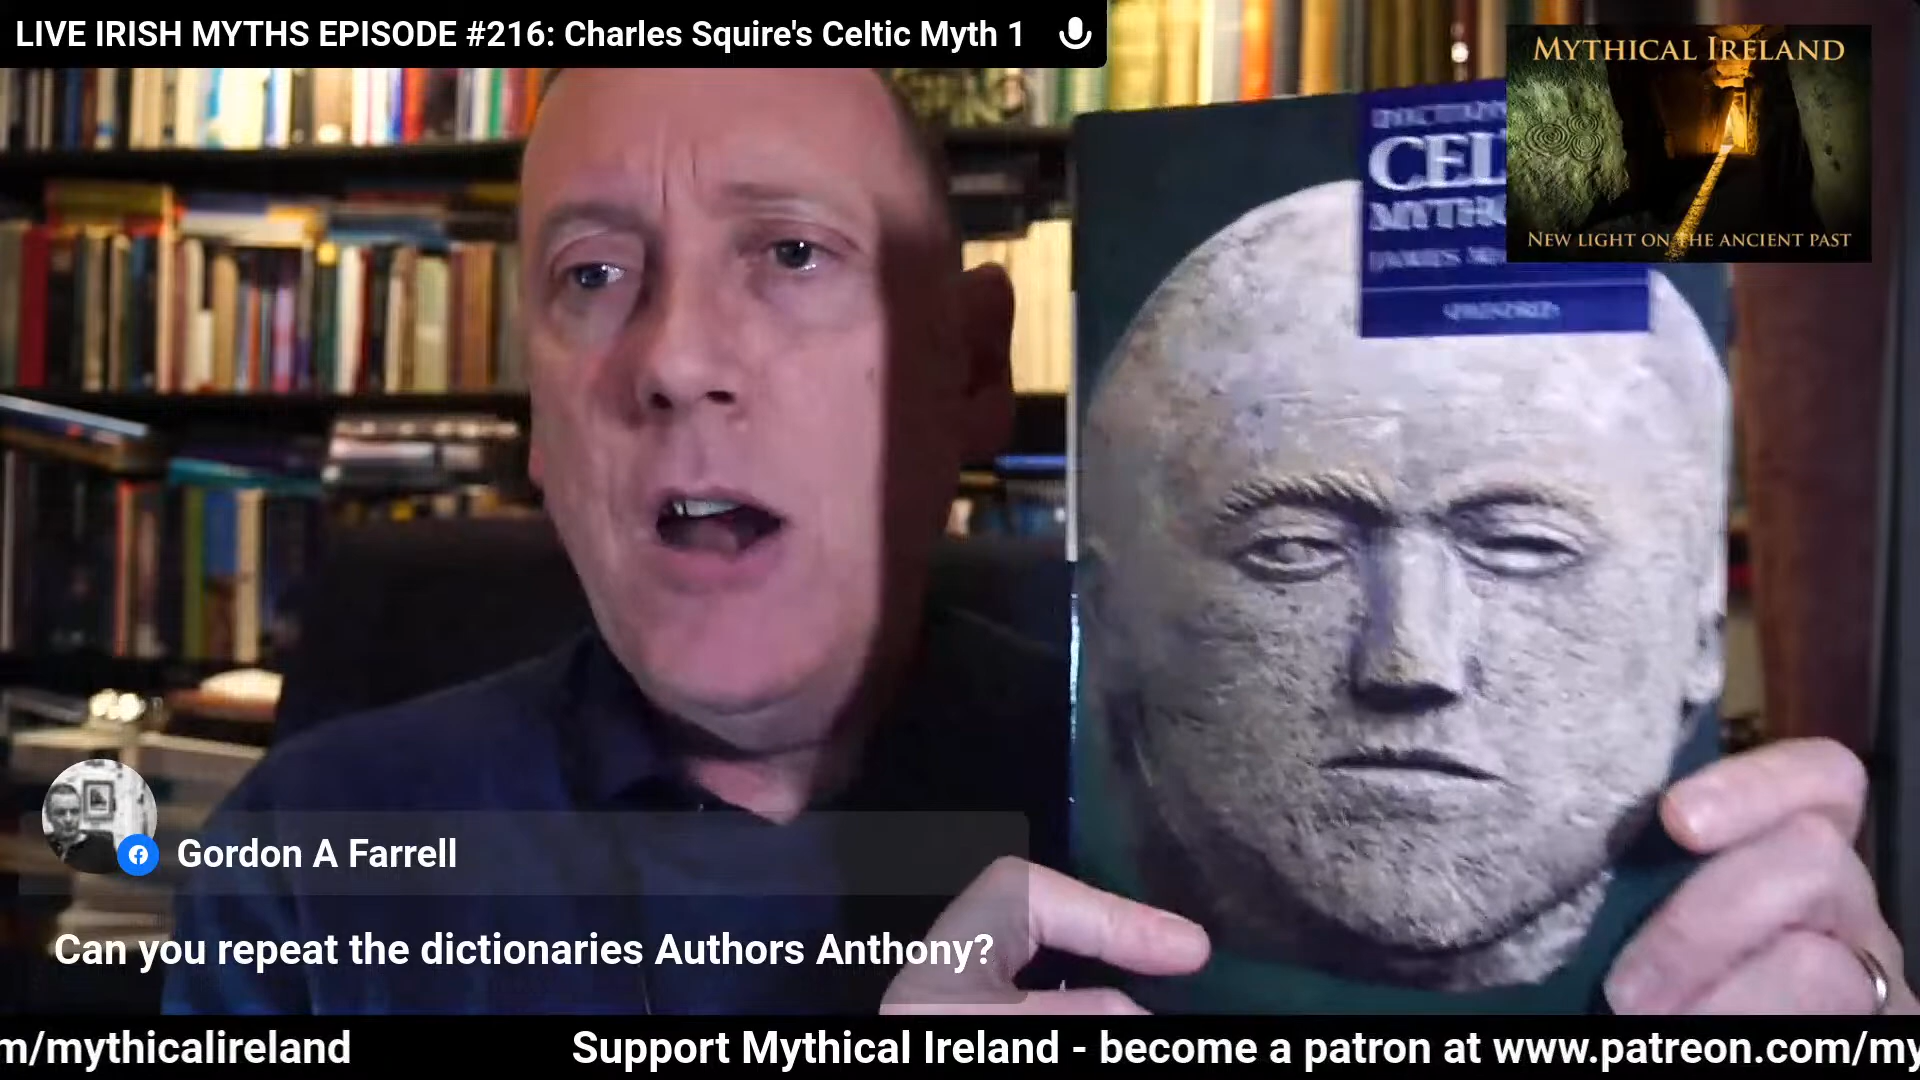 LIVE IRISH MYTHS EPISODE #216: Charles Squire's Celtic Myth 1
MYTHICAL IRELAND
NEW LIGHT ON THE ANCIENT PAST
CEL
MYTHO
Gordon A Farrell
Can you repeat the dictionaries Authors Anthony?
m/mythicalireland
Support Mythical Ireland - become a patron at www.patreon.com/my